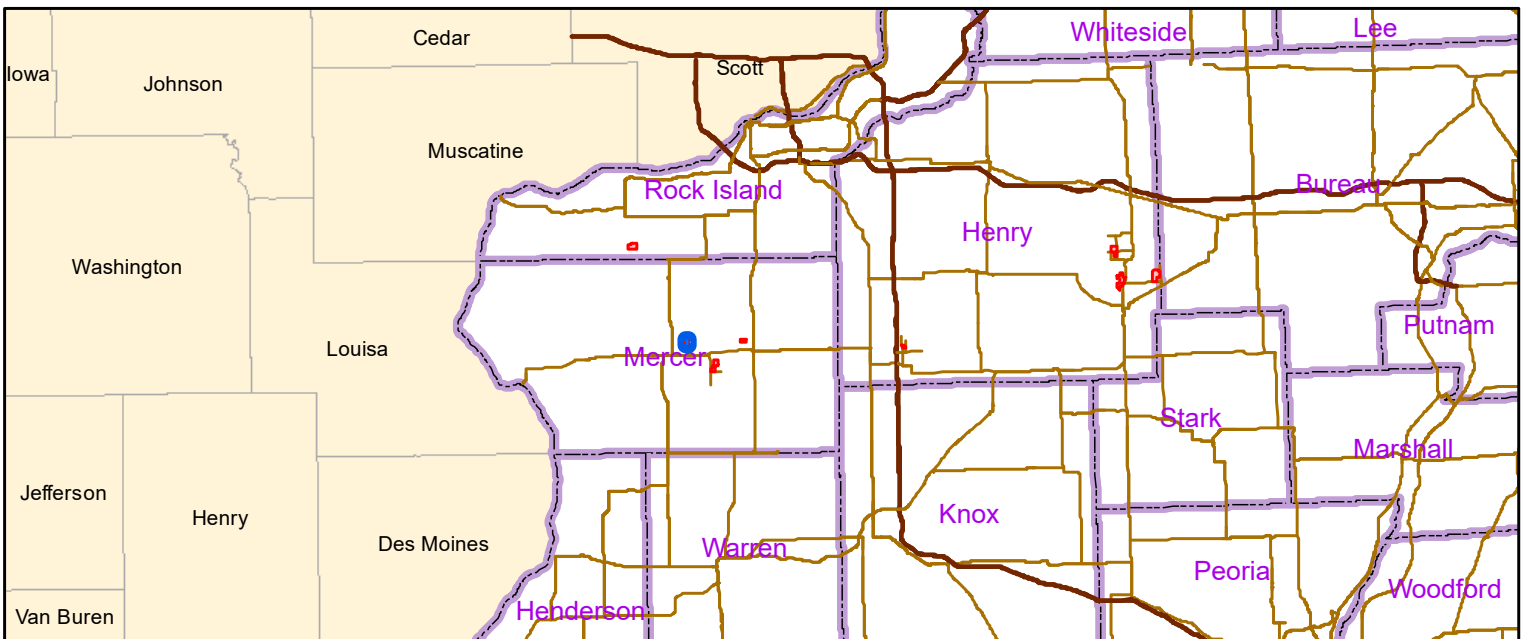 Whiteside
Lee
Cedar
Scott
Iowa
Johnson
Muscatine
Rock Island
Bureau
Henry
Washington
Putnam
Louisa
Mercer
Stark
Marshall
Jefferson
Henry
Knox
Des Moines
Warren
Peoria
Woodford
Henderson
Van Buren